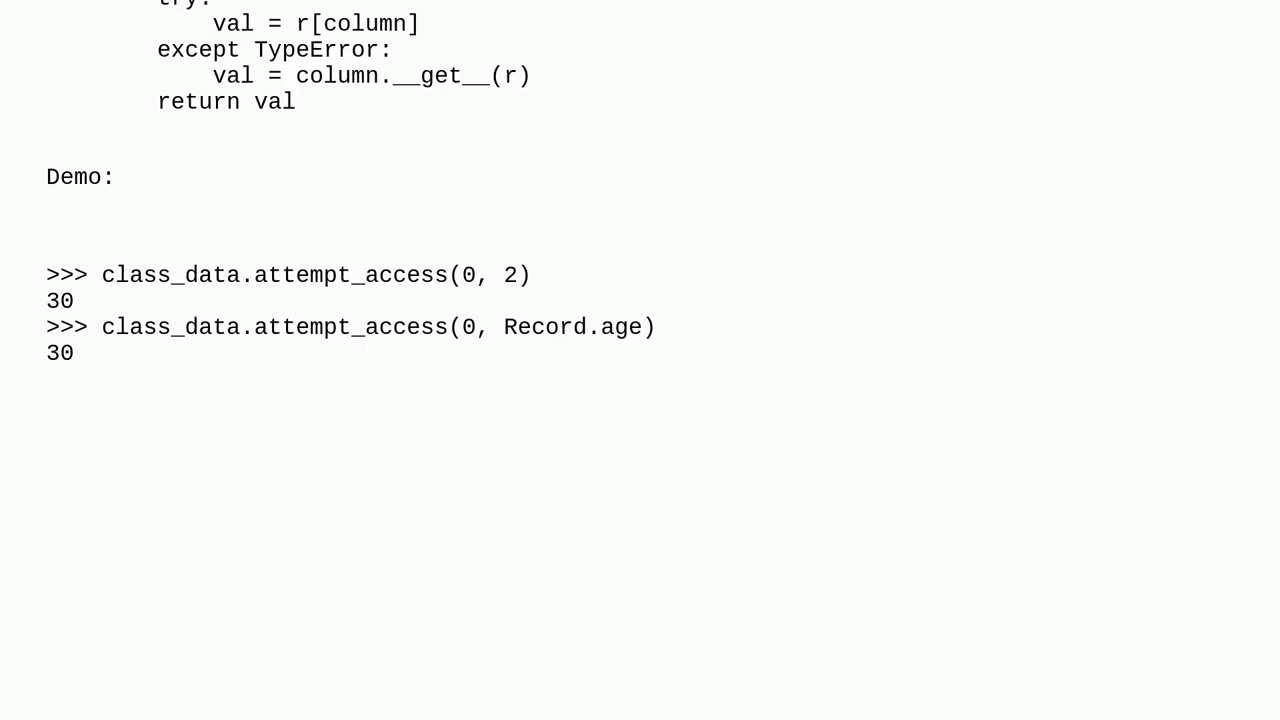 try:
val = r[column]
except TypeError:
val = column.__get__(r)
return val
Demo:
>>> class_data.attempt_access(0, 2)
30
>>> class_data.attempt_access(0, Record.age)
30